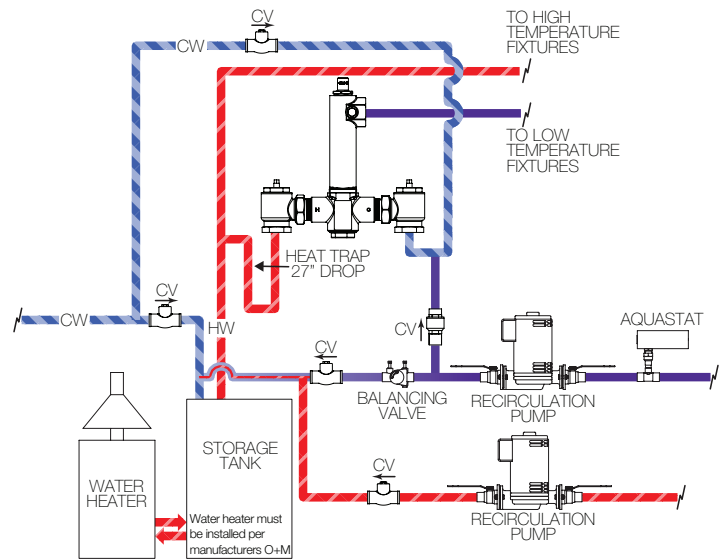 CV
CW
TO HIGH
TEMPERATURE
FIXTURES
TO LOW
TEMPERATURE
FIXTURES
H
C
HEAT TRAP
27" DROP
CW
CV
HW
CV
CV
AQUASTAT
BALANCING
VALVE
RECIRCULATION
PUMP
STORAGE
TANK
WATER
HEATER
CV
Water heater must
be installed per
manufacturers O+M
RECIRCULATION
PUMP